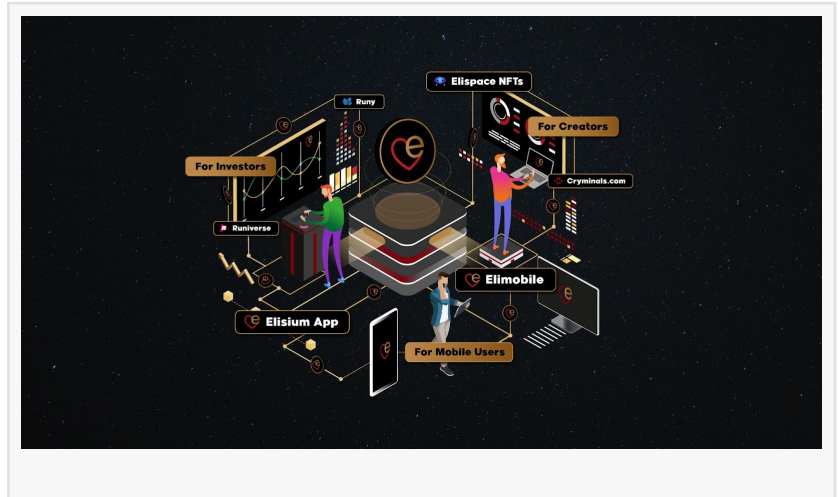 Elispace NFTs
Runy
For Creators
For Investors
Cryminals.com
Runiverse
Elimobile
Elisium App
For Mobile Users